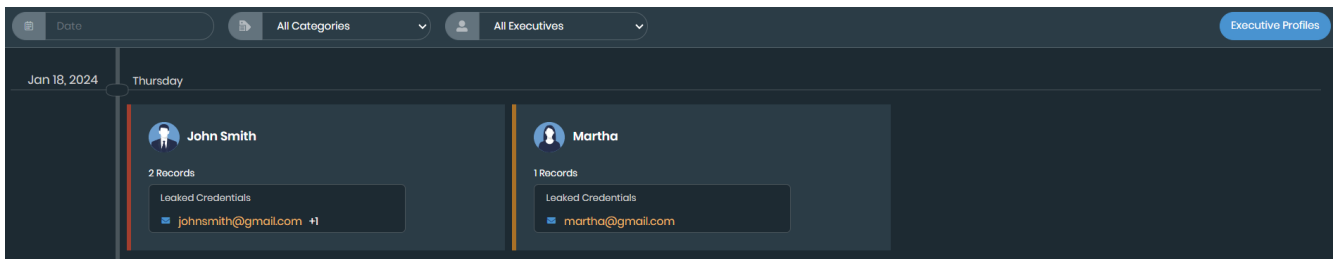 Date
All Categories
All Executives
Executive Profiles
Jan 18, 2024
Thursday
John Smith
2 Records
Leaked Credentials
johnsmith@gmail.com +1
Martha
1 Records
Leaked Credentials
martha@gmail.com